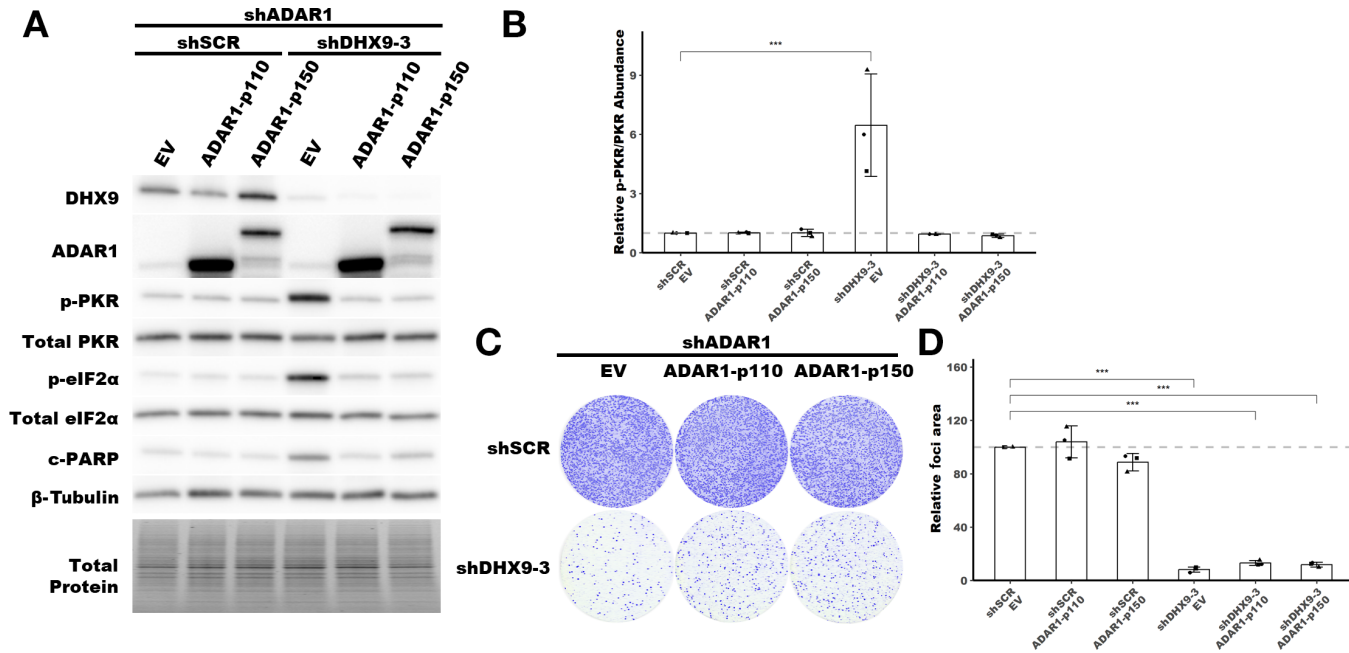 A
shADAR1
shSCR
shDHX9-3
EV
ADAR1-p110
ADAR1-p150
EV
ADAR1-p110
ADAR1-p150
DHX9
ADAR1
p-PKR
Total PKR
p-eIF2α
Total eIF2α
c-PARP
β-Tubulin
Total
Protein
B
Relative p-PKR/PKR Abundance
9
6
3
0
***
shSCR
EV
shSCR
ADAR1-p110
shSCR
ADAR1-p150
shDHX9-3
EV
shDHX9-3
ADAR1-p110
shDHX9-3
ADAR1-p150
C
shADAR1
EV
ADAR1-p110
ADAR1-p150
shSCR
shDHX9-3
D
Relative foci area
160
120
80
40
0
***
***
***
shSCR
EV
shSCR
ADAR1-p110
shSCR
ADAR1-p150
shDHX9-3
EV
shDHX9-3
ADAR1-p110
shDHX9-3
ADAR1-p150